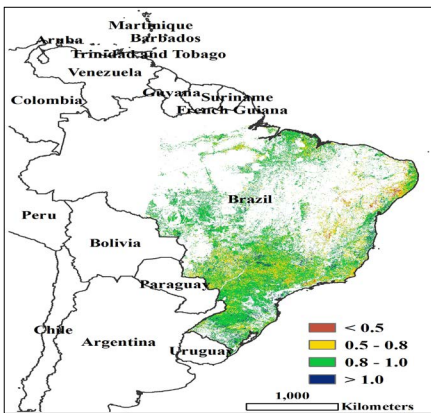 Martinique
Aruba
Barbados
Trinidad and Tobago
Venezuela
Guyana
Suriname
Colombia
French Guiana
Brazil
Peru
Bolivia
Paraguay
Chile
Argentina
Uruguay
< 0.5
0.5 - 0.8
0.8 - 1.0
> 1.0
1,000
Kilometers